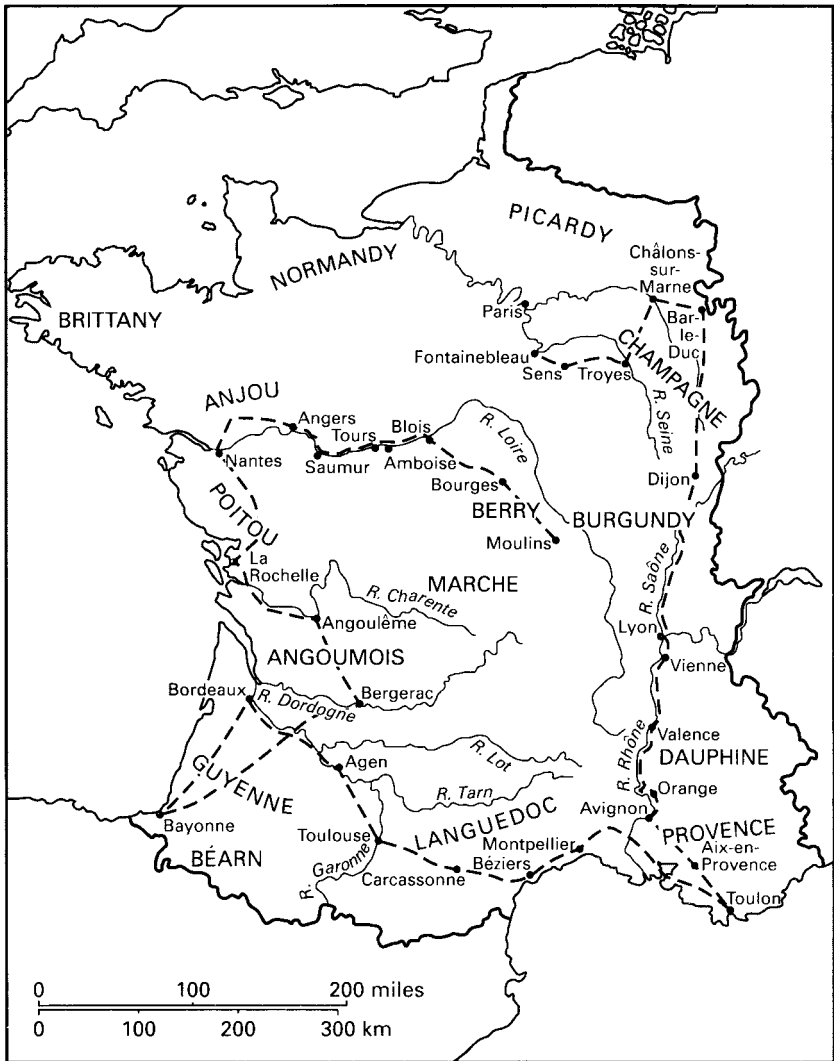 PICARDY
NORMANDY
Châlons-
sur-
Marne
BRITTANY
Paris
Bar-
le-
Duc
CHAMPAGNE
Fontainebleau
Sens
Troyes
R. Seine
ANJOU
Angers
Tours
Blois
R. Loire
Nantes
Saumur
Amboise
Bourges
Dijon
POITOU
BERRY
BURGUNDY
Moulins
La
Rochelle
MARCHE
R. Charente
R. Saône
Lyon
Angoulême
Vienne
ANGOUMOIS
Bordeaux
R. Dordogne
Bergerac
Valence
R. Lot
R. Rhône
DAUPHINE
Agen
GUYENNE
R. Tarn
Orange
Avignon
Bayonne
LANGUEDOC
PROVENCE
Toulouse
Montpellier
Aix-en-
Provence
BÉARN
Béziers
R. Garonne
Carcassonne
Toulon
0 100 200 miles
0 100 200 300 km